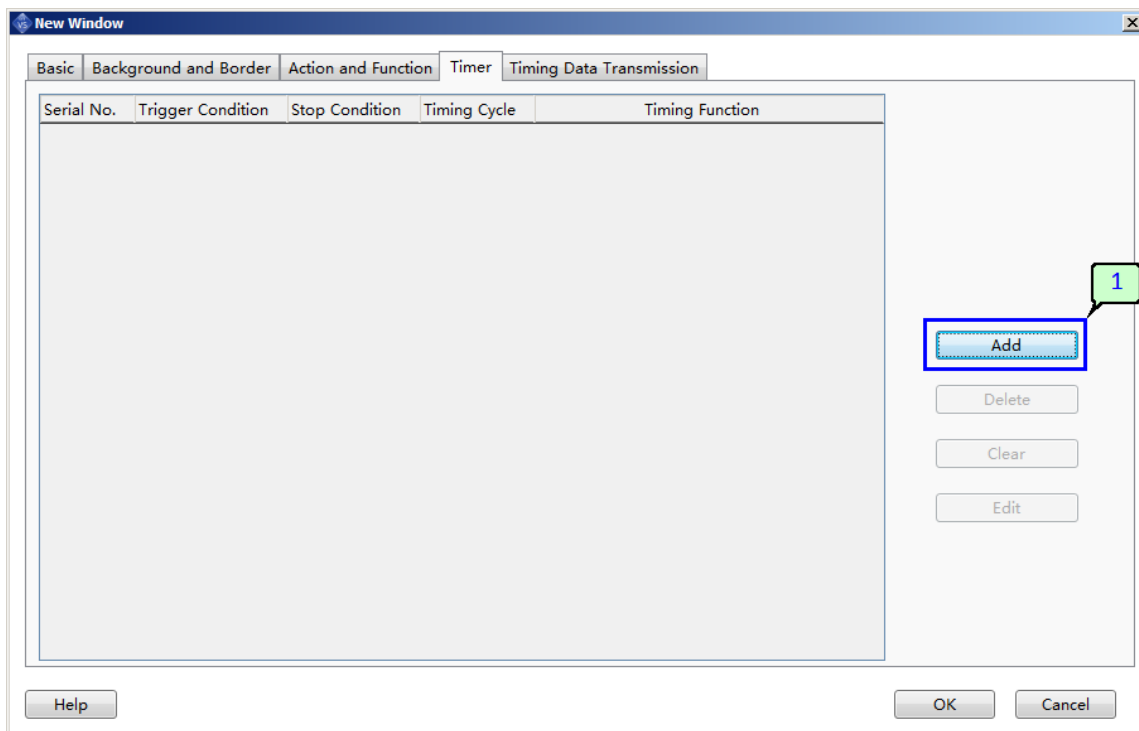 New Window
Basic Background and Border Action and Function Timer Timing Data Transmission
Serial No. Trigger Condition Stop Condition Timing Cycle Timing Function
1
Add
Delete
Clear
Edit
Help OK Cancel